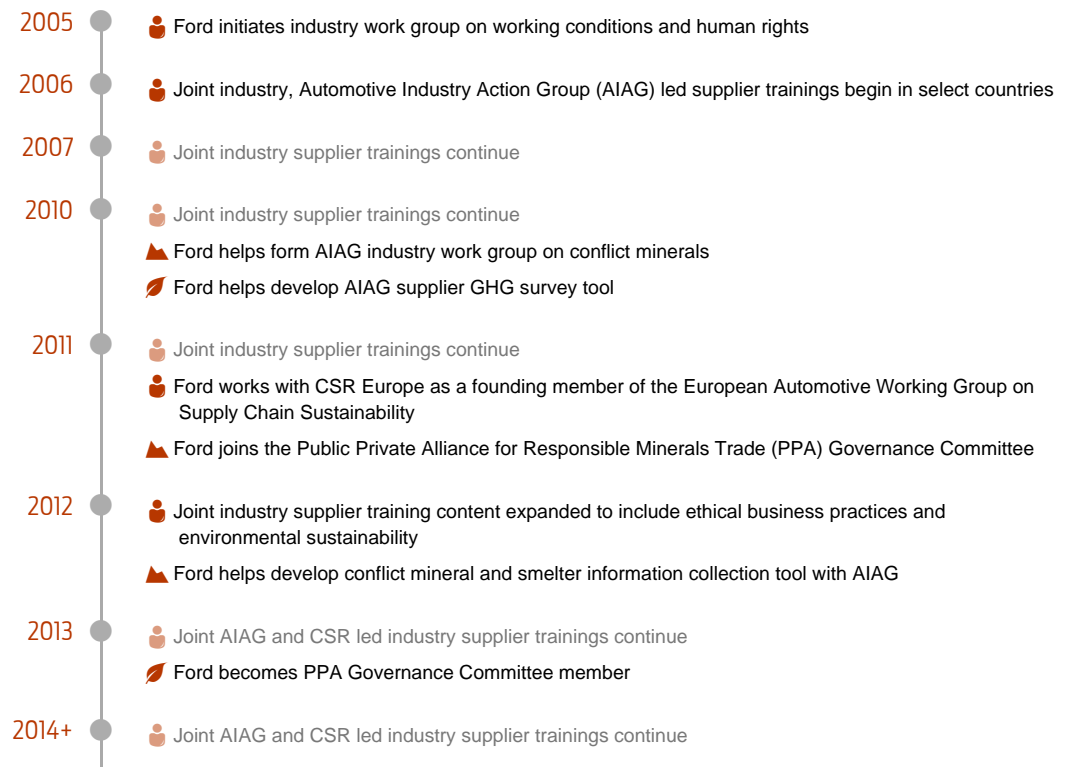 2005
Ford initiates industry work group on working conditions and human rights
2006
Joint industry, Automotive Industry Action Group (AIAG) led supplier trainings begin in select countries
2007
Joint industry supplier trainings continue
2010
Joint industry supplier trainings continue
Ford helps form AIAG industry work group on conflict minerals
Ford helps develop AIAG supplier GHG survey tool
2011
Joint industry supplier trainings continue
Ford works with CSR Europe as a founding member of the European Automotive Working Group on
Supply Chain Sustainability
Ford joins the Public Private Alliance for Responsible Minerals Trade (PPA) Governance Committee
2012
Joint industry supplier training content expanded to include ethical business practices and
environmental sustainability
Ford helps develop conflict mineral and smelter information collection tool with AIAG
2013
Joint AIAG and CSR led industry supplier trainings continue
Ford becomes PPA Governance Committee member
2014+
Joint AIAG and CSR led industry supplier trainings continue